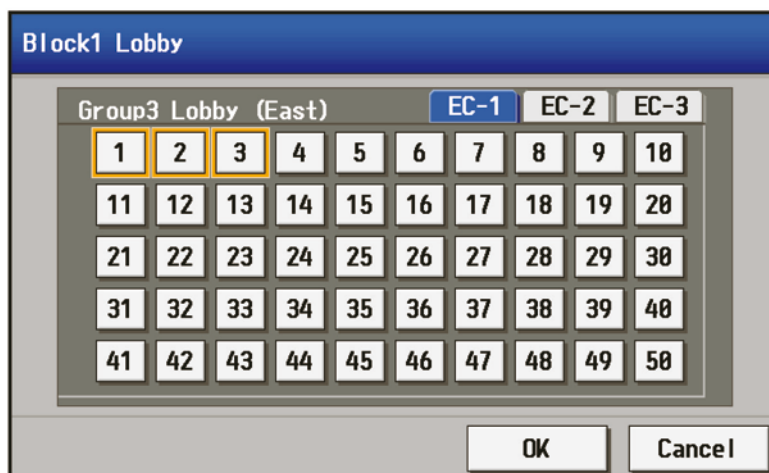 Block1 Lobby
Group3 Lobby (East) EC-1 EC-2 EC-3
1 2 3 4 5 6 7 8 9 10
11 12 13 14 15 16 17 18 19 20
21 22 23 24 25 26 27 28 29 30
31 32 33 34 35 36 37 38 39 40
41 42 43 44 45 46 47 48 49 50
OK Cancel